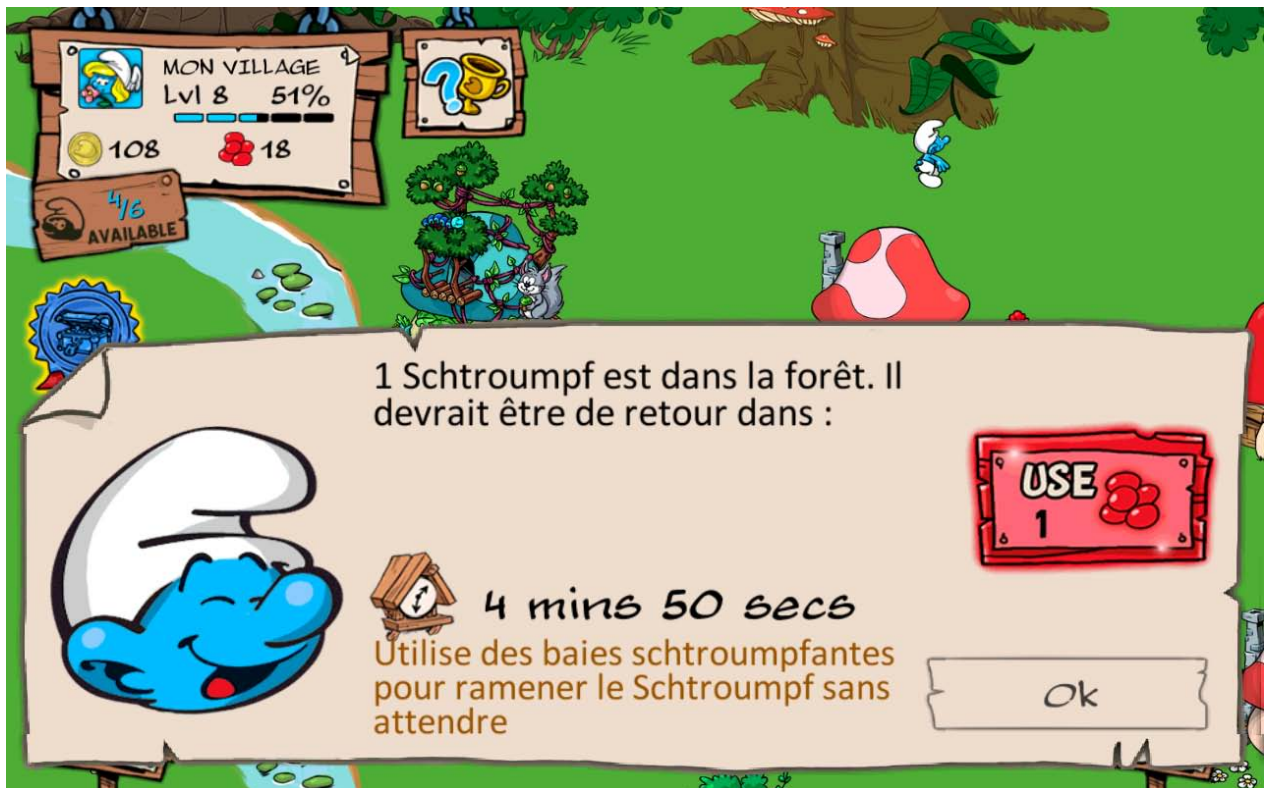 MON VILLAGE
Lvl 8 51%
108 18
4/6
AVAILABLE
1 Schtroumpf est dans la forêt. Il
devrait être de retour dans :
USE
1
4 mins 50 secs
Utilise des baies schtroumpfantes
pour ramener le Schtroumpf sans
attendre
Ok